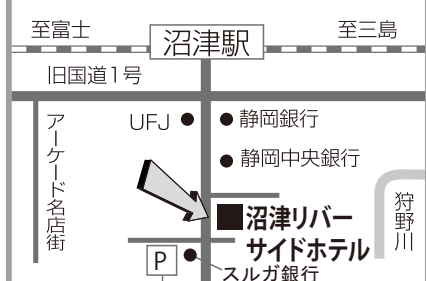 至富士
至三島
沼津駅
旧国道1号
アーケード名店街
UFJ
静岡銀行
静岡中央銀行
狩野川
沼津リバー
サイドホテル
P
スルガ銀行